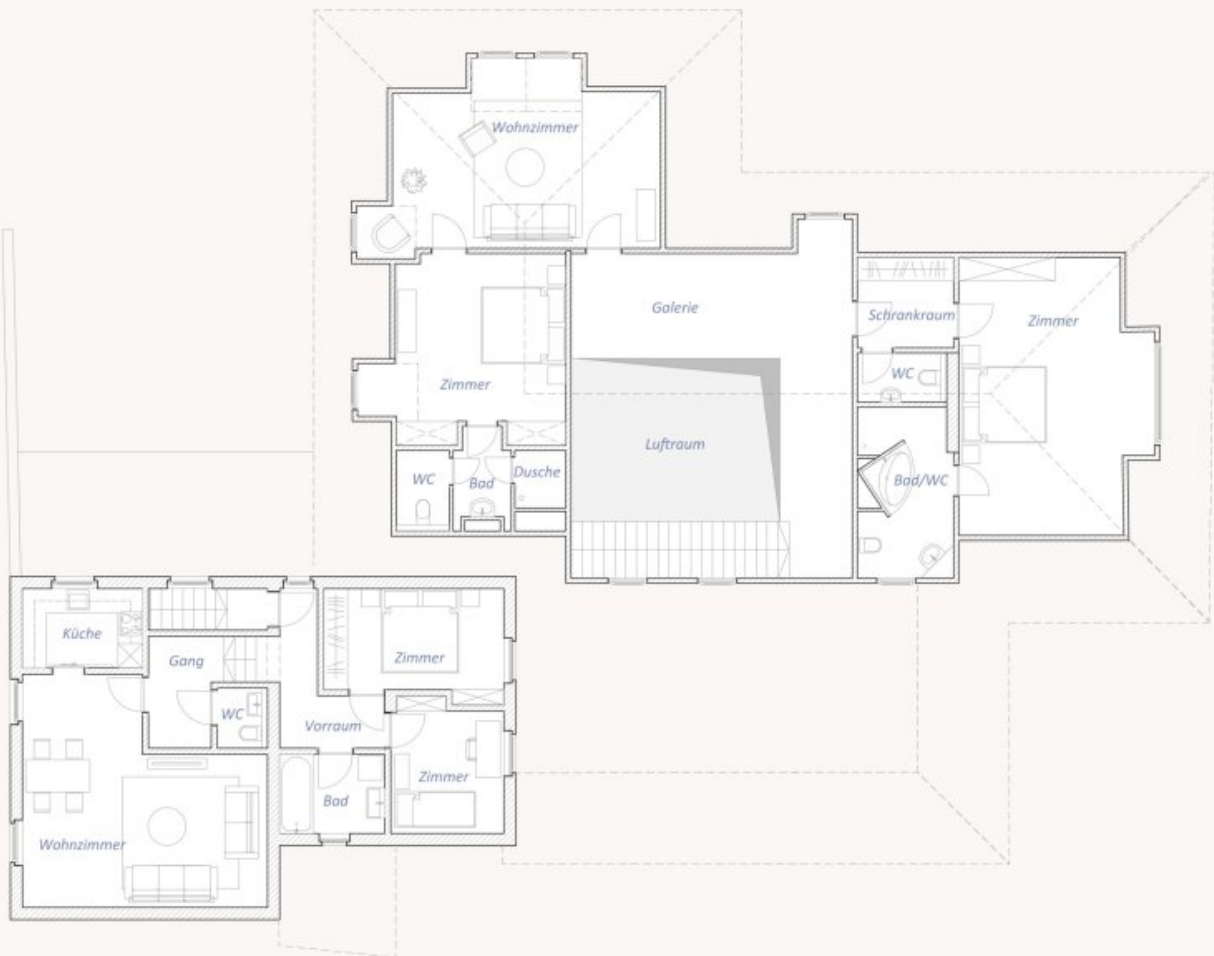 Wohnzimmer
Galerie
Schrankraum
Zimmer
Zimmer
WC
Luftraum
WC
Bad
Dusche
Bad/WC
Küche
Gang
Zimmer
WC
Vorraum
Zimmer
Bad
Wohnzimmer